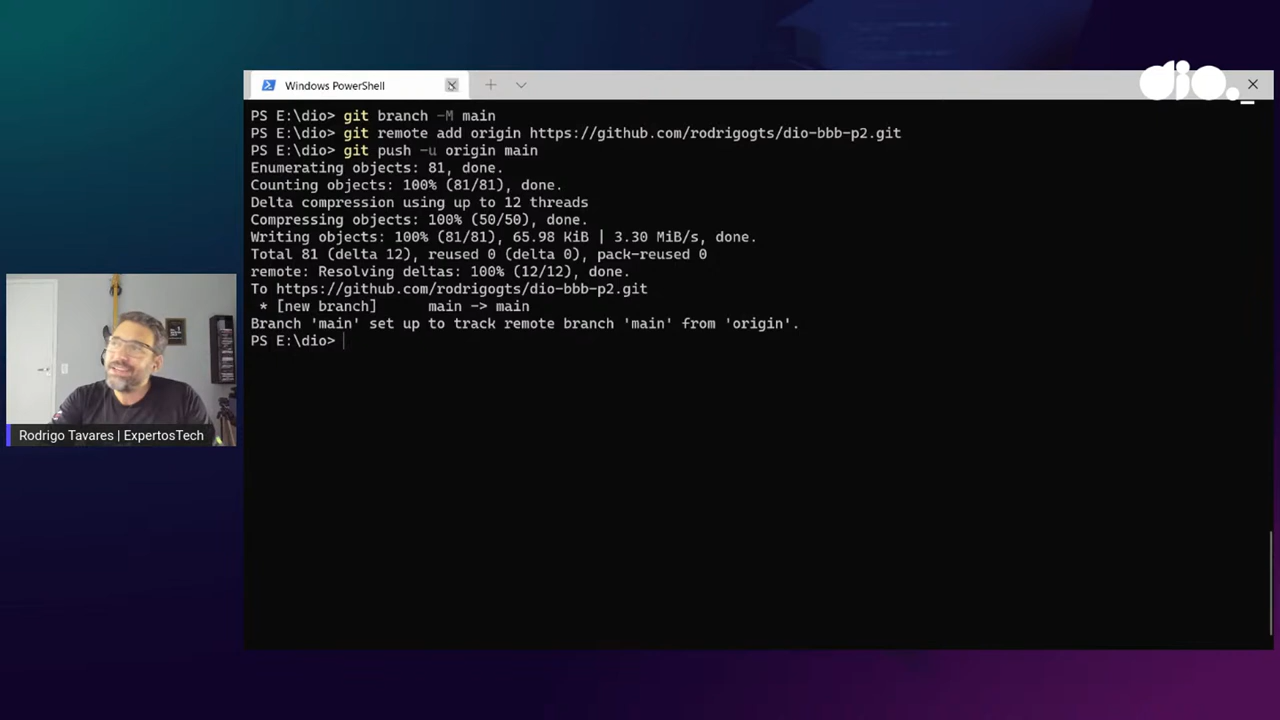 dio._
Windows PowerShell
PS E:\dio> git branch -M main
PS E:\dio> git remote add origin https://github.com/rodrigogts/dio-bbb-p2.git
PS E:\dio> git push -u origin main
Enumerating objects: 81, done.
Counting objects: 100% (81/81), done.
Delta compression using up to 12 threads
Compressing objects: 100% (50/50), done.
Writing objects: 100% (81/81), 65.98 KiB | 3.30 MiB/s, done.
Total 81 (delta 12), reused 0 (delta 0), pack-reused 0
remote: Resolving deltas: 100% (12/12), done.
To https://github.com/rodrigogts/dio-bbb-p2.git
 * [new branch]      main -> main
Branch 'main' set up to track remote branch 'main' from 'origin'.
PS E:\dio>
Rodrigo Tavares | ExpertosTech